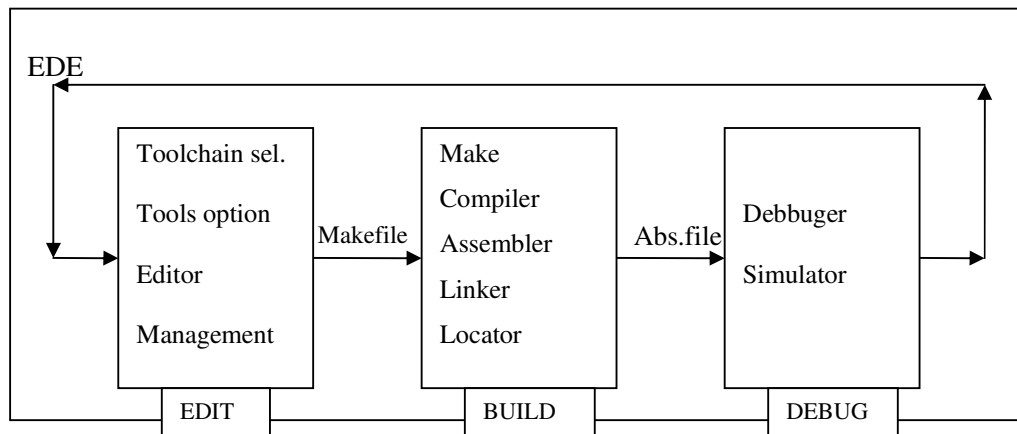 EDE
Toolchain sel.
Tools option
Editor
Management
EDIT
Makefile
Make
Compiler
Assembler
Linker
Locator
BUILD
Abs.file
Debbuger
Simulator
DEBUG